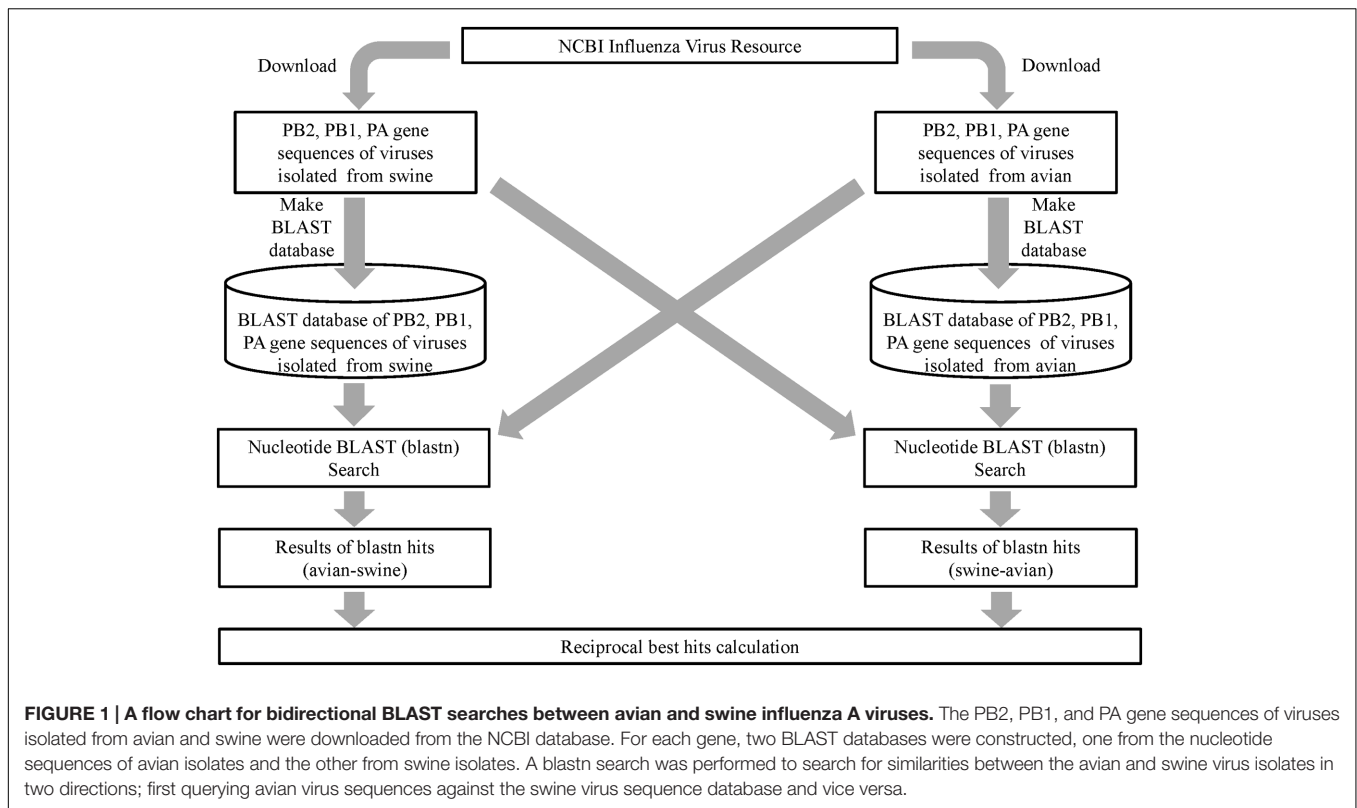 NCBI Influenza Virus Resource
Download
Download
PB2, PB1, PA gene
sequences of viruses
isolated from swine
PB2, PB1, PA gene
sequences of viruses
isolated from avian
Make
BLAST
database
Make
BLAST
database
BLAST database of PB2, PB1,
PA gene sequences of viruses
isolated from swine
BLAST database of PB2, PB1,
PA gene sequences of viruses
isolated from avian
Nucleotide BLAST (blastn)
Search
Nucleotide BLAST (blastn)
Search
Results of blastn hits
(avian-swine)
Results of blastn hits
(swine-avian)
Reciprocal best hits calculation
FIGURE 1 | A flow chart for bidirectional BLAST searches between avian and swine influenza A viruses. The PB2, PB1, and PA gene sequences of viruses
isolated from avian and swine were downloaded from the NCBI database. For each gene, two BLAST databases were constructed, one from the nucleotide
sequences of avian isolates and the other from swine isolates. A blastn search was performed to search for similarities between the avian and swine virus isolates in
two directions; first querying avian virus sequences against the swine virus sequence database and vice versa.